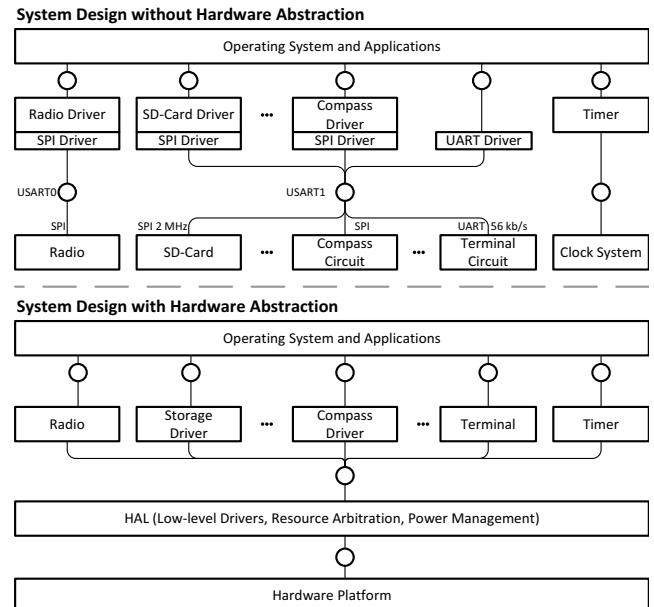 System Design without Hardware Abstraction
Operating System and Applications
Radio Driver
SPI Driver
SD-Card Driver
SPI Driver
...
Compass
Driver
SPI Driver
UART Driver
Timer
USART0
USART1
SPI
SPI 2 MHz
SPI
UART 56 kb/s
Radio
SD-Card
...
Compass
Circuit
...
Terminal
Circuit
Clock System
System Design with Hardware Abstraction
Operating System and Applications
Radio
Storage
Driver
...
Compass
Driver
...
Terminal
Timer
HAL (Low-level Drivers, Resource Arbitration, Power Management)
Hardware Platform